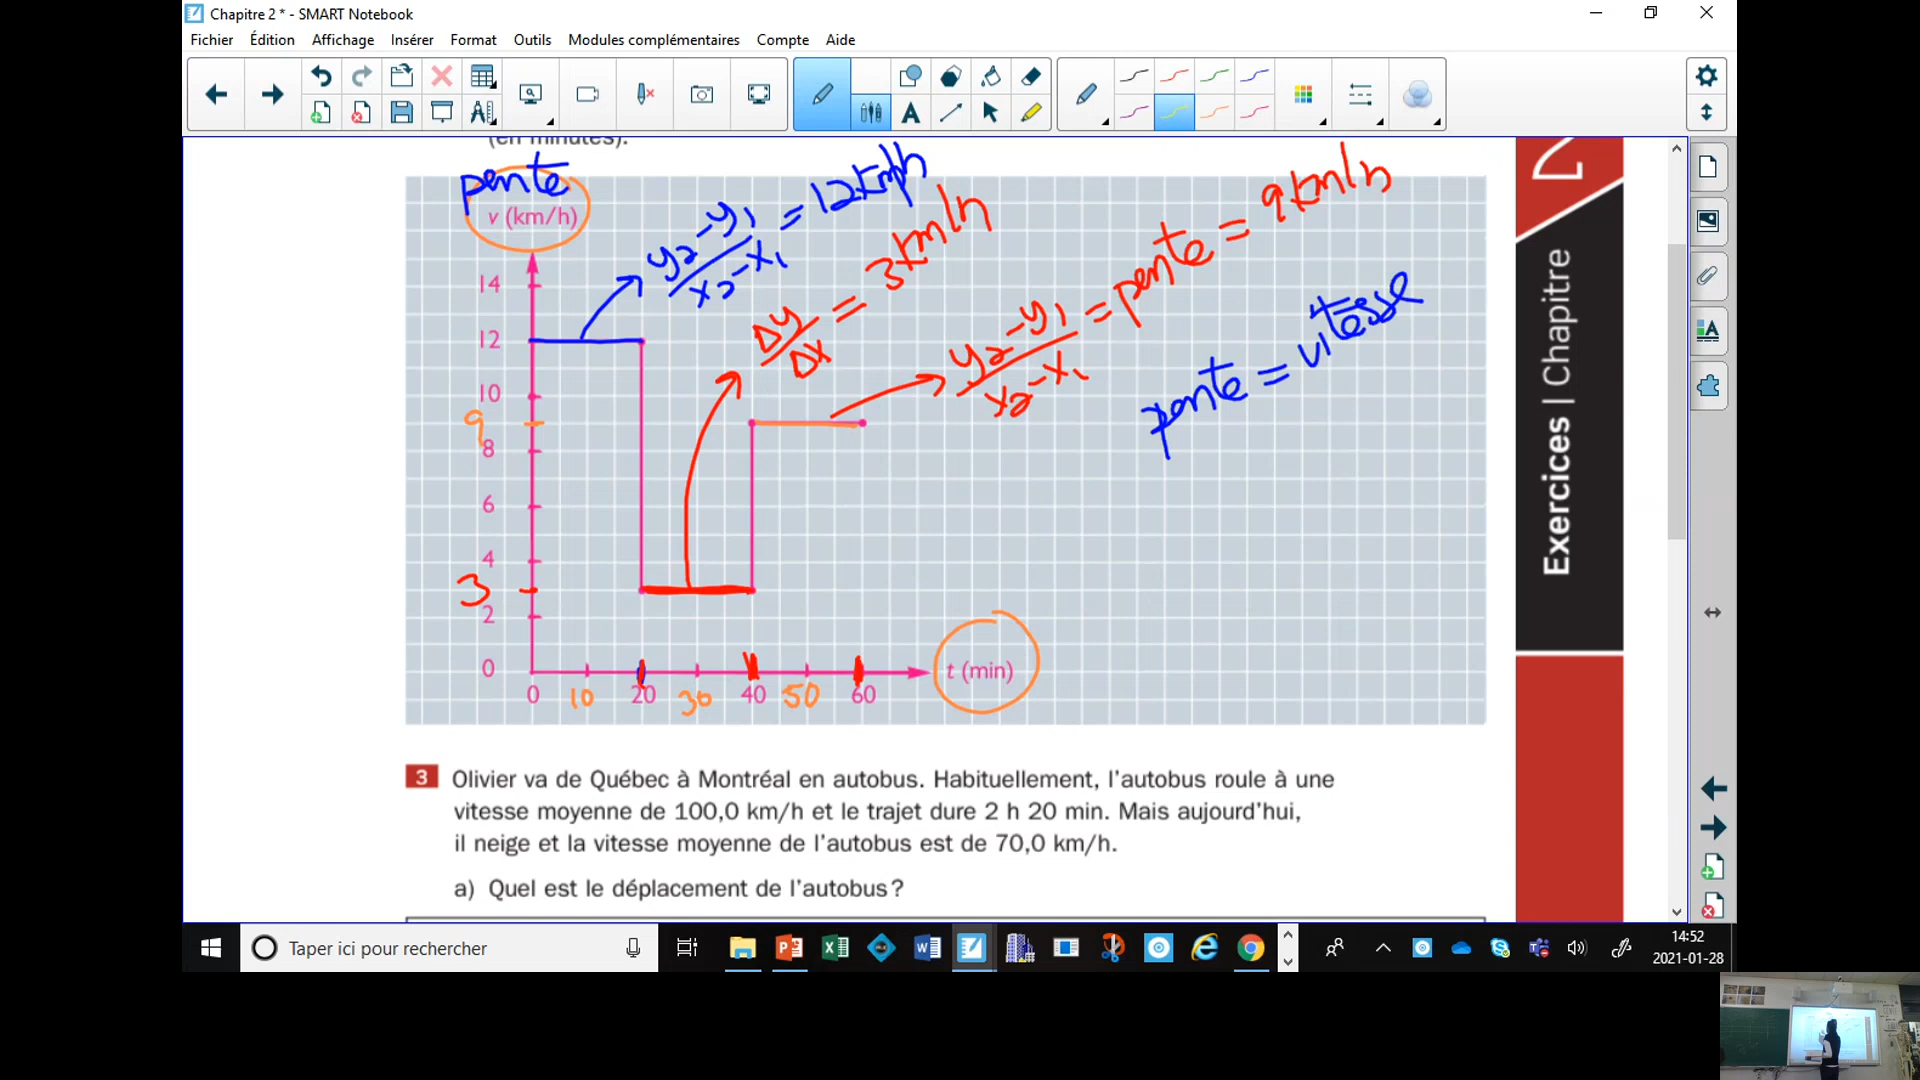 Chapitre 2 * - SMART Notebook
Fichier Édition Affichage Insérer Format Outils Modules complémentaires Compte Aide
(en minutes).
pente
v (km/h)
y2-y1 / x2-x1 = 12km/h
Δy / Δx = 3km/h
y2-y1 / x2-x1 = pente = 9km/h
pente = vitesse
14
12
10
9
8
6
4
3
2
0
0 10 20 30 40 50 60
t (min)
Exercices | Chapitre 2
3 Olivier va de Québec à Montréal en autobus. Habituellement, l'autobus roule à une
vitesse moyenne de 100,0 km/h et le trajet dure 2 h 20 min. Mais aujourd'hui,
il neige et la vitesse moyenne de l'autobus est de 70,0 km/h.
a) Quel est le déplacement de l'autobus ?
Taper ici pour rechercher
14:52
2021-01-28